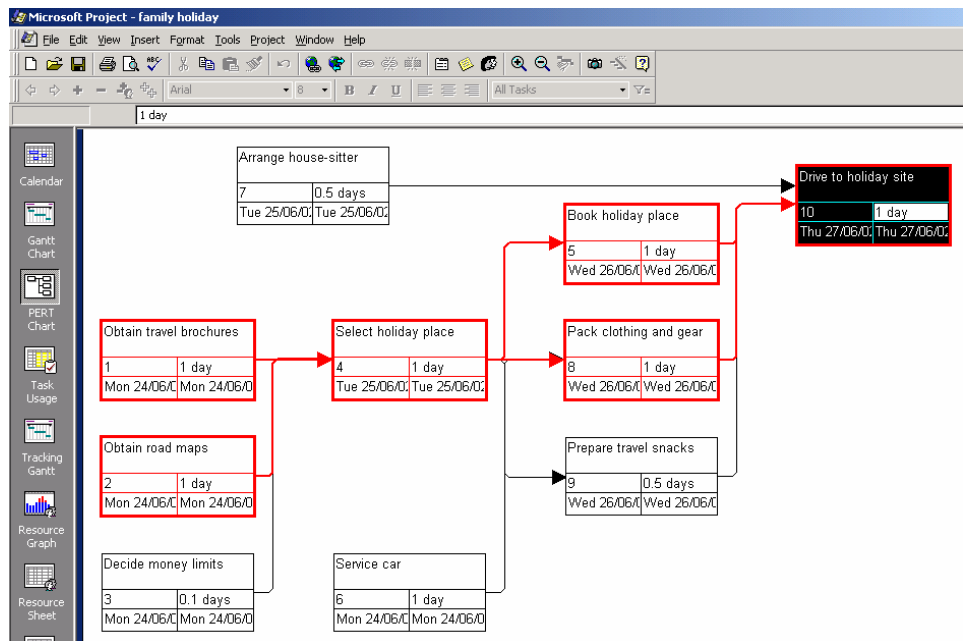 Microsoft Project - family holiday
File Edit View Insert Format Tools Project Window Help
ABC
Arial 8 B I U All Tasks
1 day
Calendar
Gantt
Chart
PERT
Chart
Task
Usage
Tracking
Gantt
Resource
Graph
Resource
Sheet
Arrange house-sitter
7 0.5 days
Tue 25/06/02 Tue 25/06/02
Drive to holiday site
10 1 day
Thu 27/06/02 Thu 27/06/02
Book holiday place
5 1 day
Wed 26/06/0 Wed 26/06/0
Obtain travel brochures
1 1 day
Mon 24/06/0 Mon 24/06/0
Select holiday place
4 1 day
Tue 25/06/02 Tue 25/06/02
Pack clothing and gear
8 1 day
Wed 26/06/0 Wed 26/06/0
Obtain road maps
2 1 day
Mon 24/06/0 Mon 24/06/0
Prepare travel snacks
9 0.5 days
Wed 26/06/0 Wed 26/06/0
Decide money limits
3 0.1 days
Mon 24/06/0 Mon 24/06/0
Service car
6 1 day
Mon 24/06/0 Mon 24/06/0